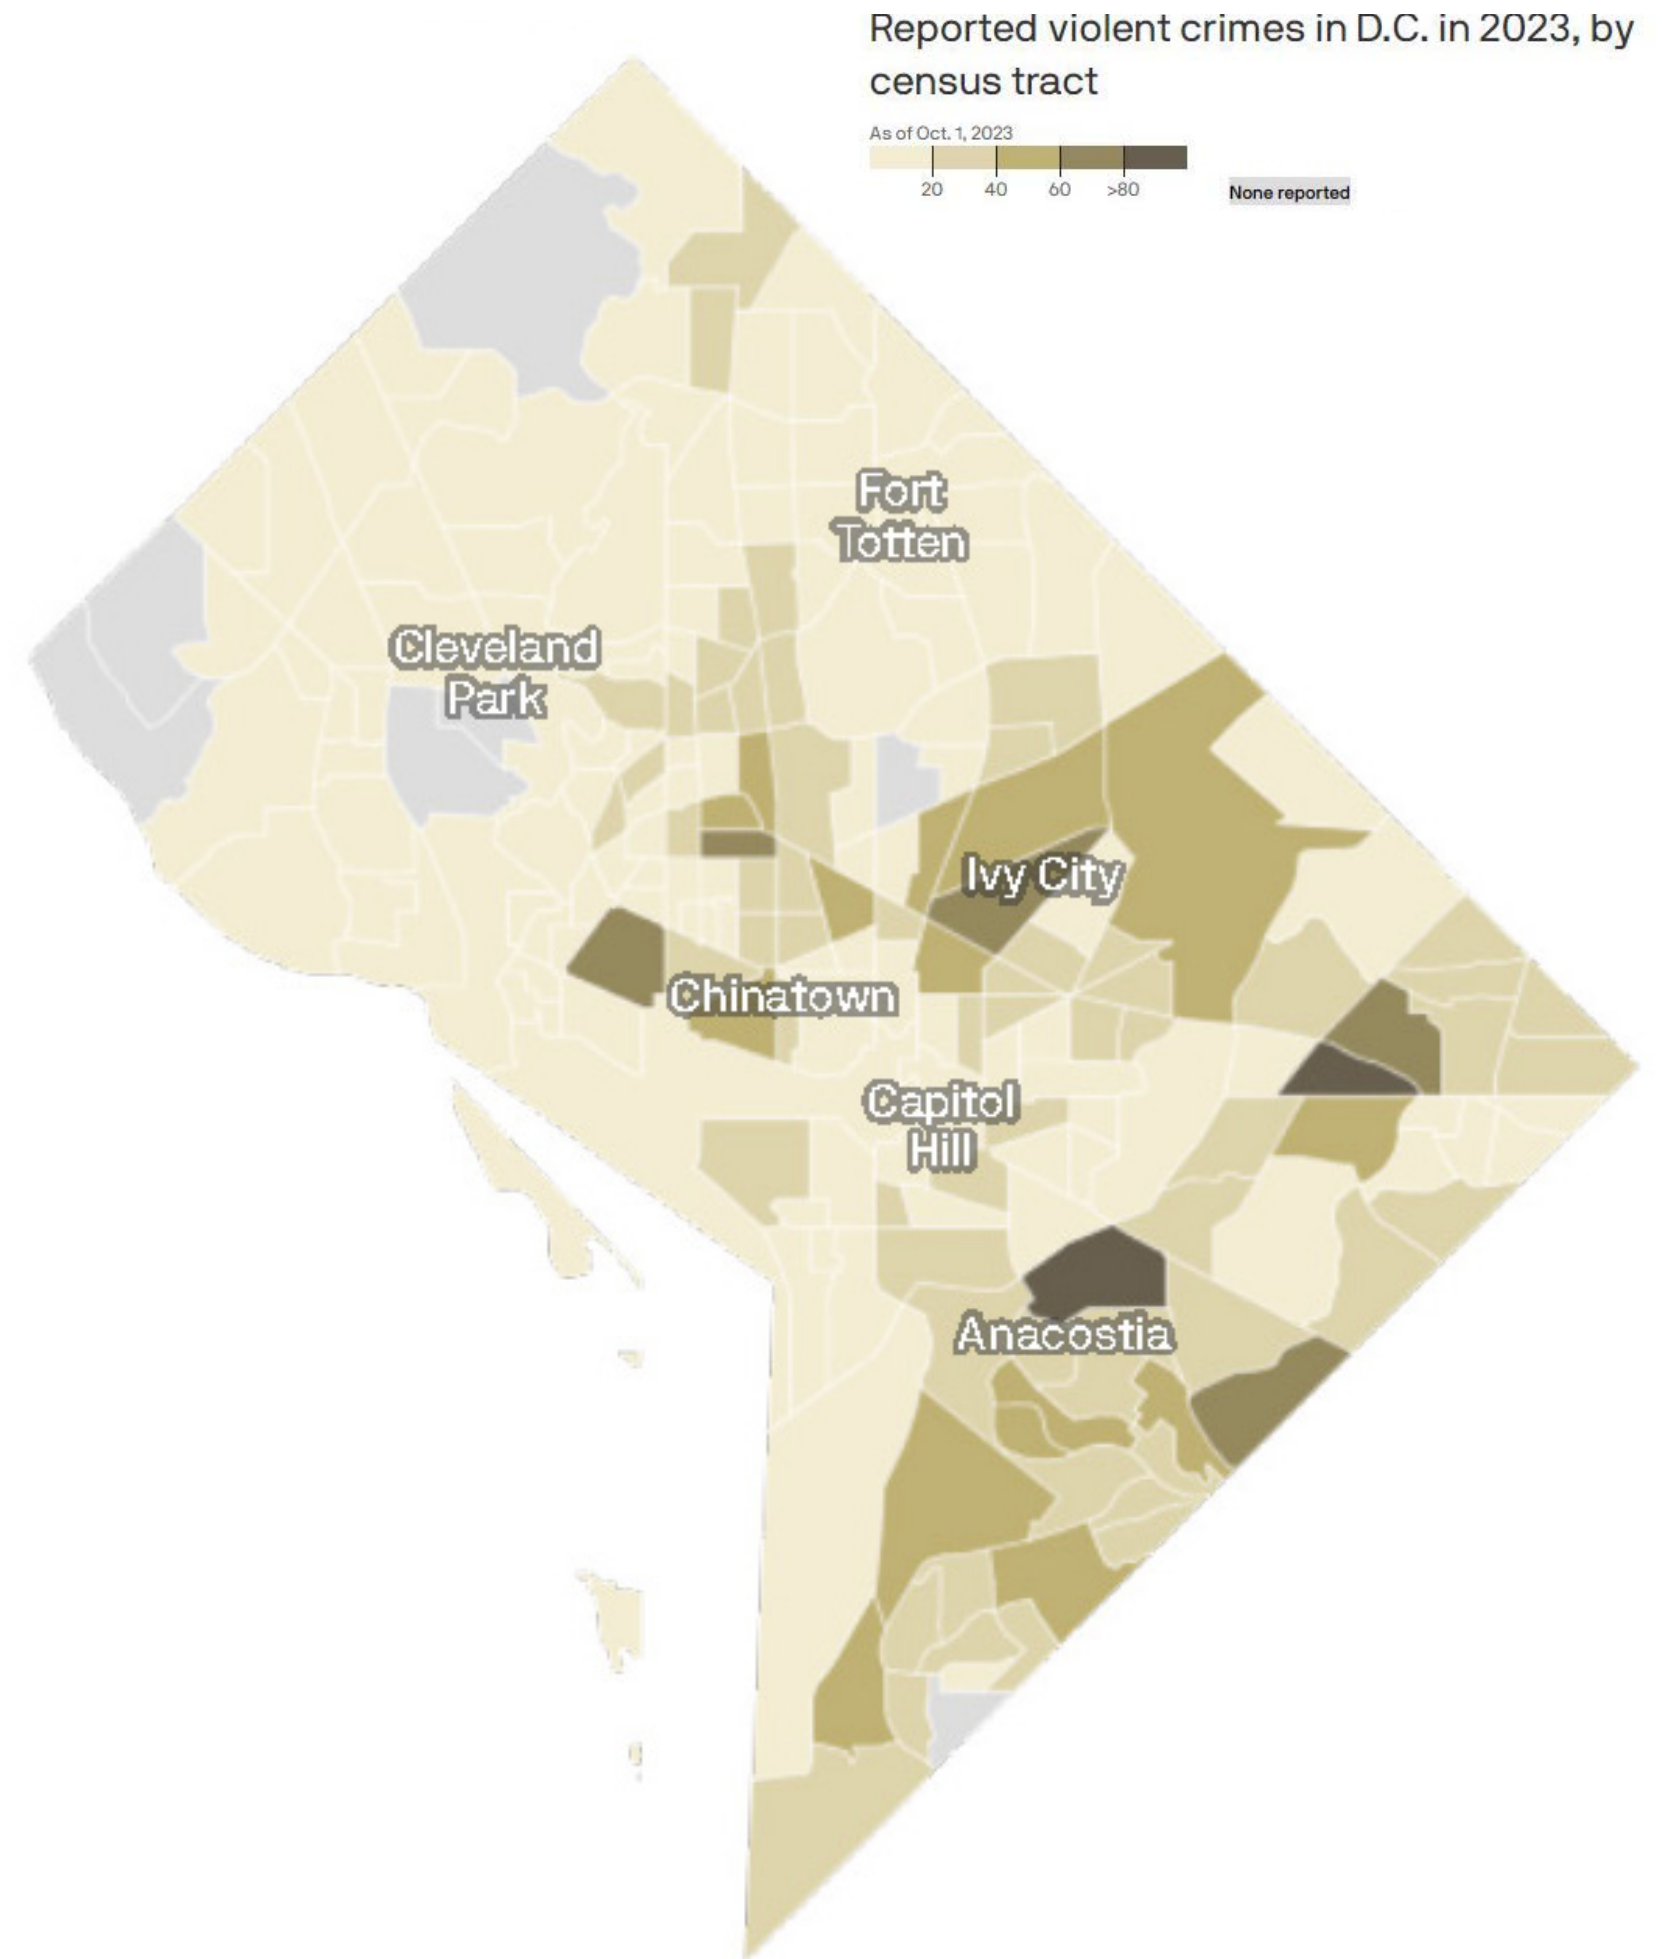 Reported violent crimes in D.C. in 2023, by
census tract
As of Oct. 1, 2023
20 40 60 >80
None reported
Fort
Totten
Cleveland
Park
Ivy City
Chinatown
Capitol
Hill
Anacostia